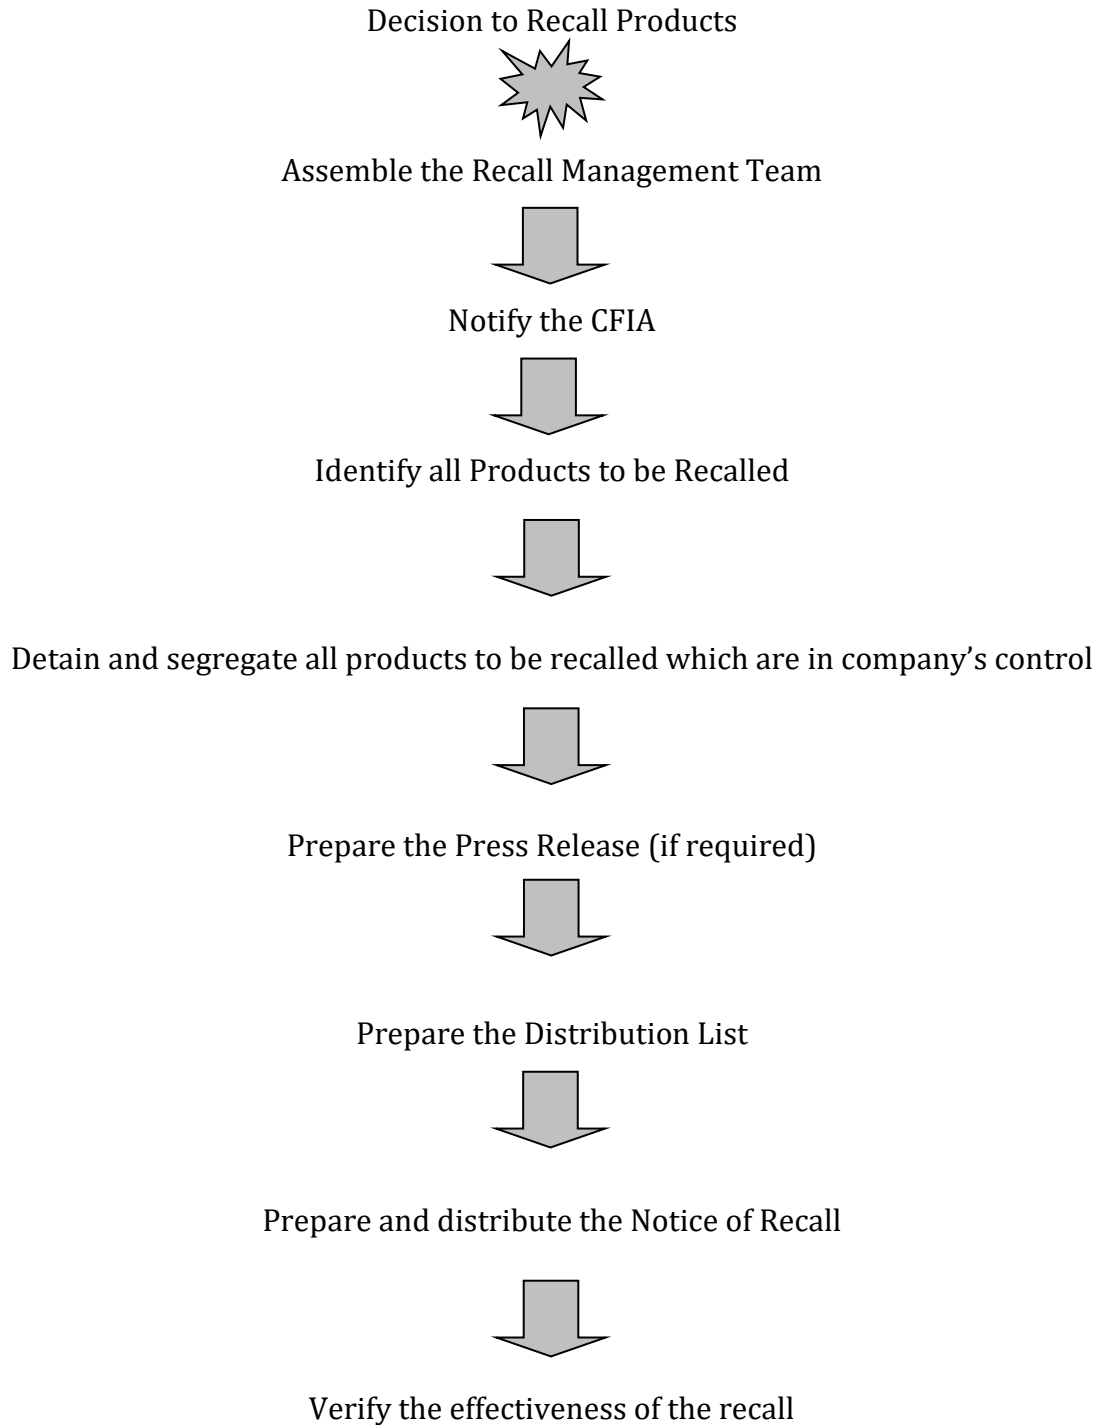 Decision to Recall Products
Assemble the Recall Management Team
Notify the CFIA
Identify all Products to be Recalled
Detain and segregate all products to be recalled which are in company’s control
Prepare the Press Release (if required)
Prepare the Distribution List
Prepare and distribute the Notice of Recall
Verify the effectiveness of the recall